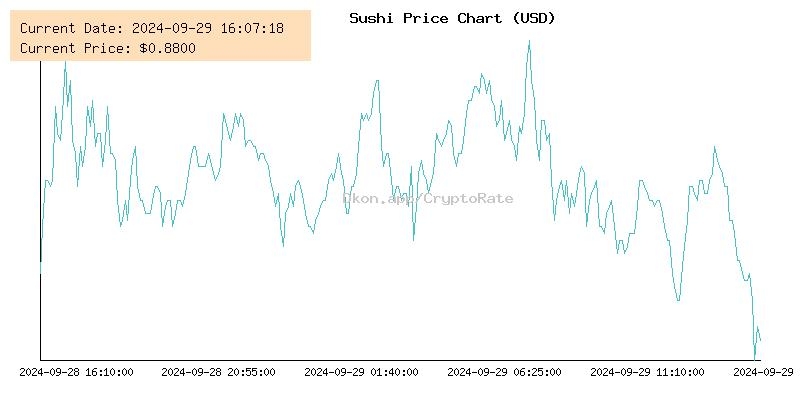 Sushi Price Chart (USD)
Current Date: 2024-09-29 16:07:18
Current Price: $0.8800
Dkon.app/CryptoRate
2024-09-28 16:10:00
2024-09-28 20:55:00
2024-09-29 01:40:00
2024-09-29 06:25:00
2024-09-29 11:10:00
2024-09-29